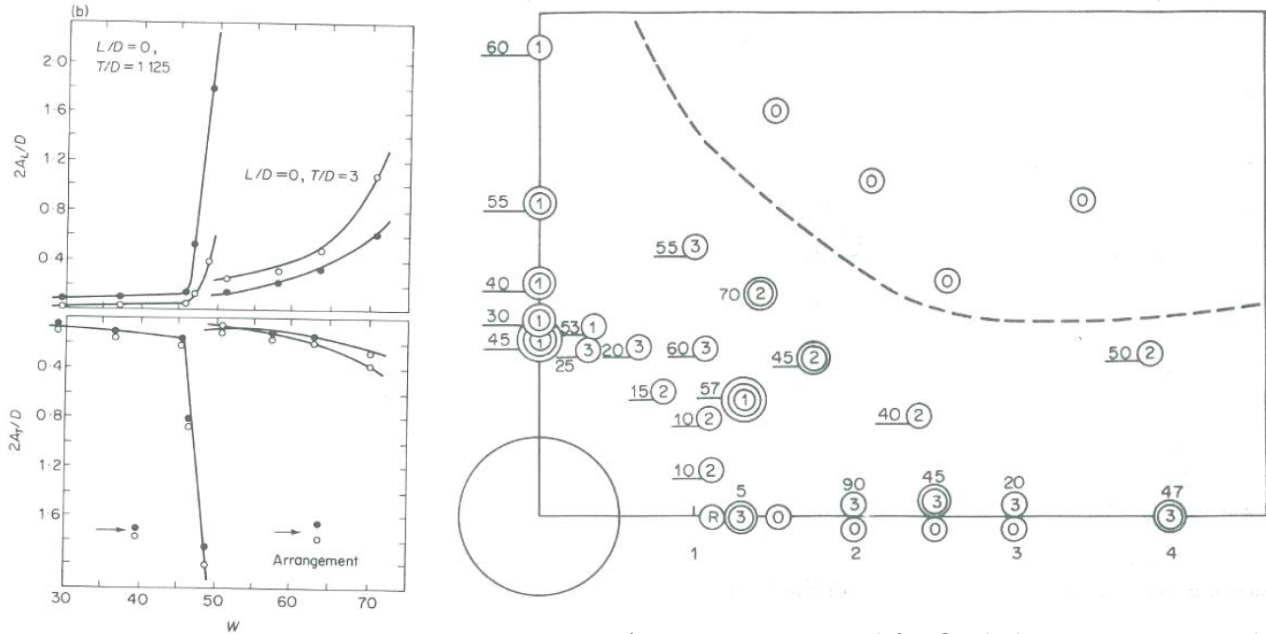 (b)
L/D=0,
T/D=1·125
2·0
1·6
1·2
0·8
0·4
2A_L/D
L/D=0, T/D=3
0·4
0·8
1·2
1·6
2A_T/D
Arrangement
30 40 50 60 70
W
60 1
55 1
40 1
30 1
45 1
53 1
25 3
20 3
60 3
55 3
70 2
45 2
50 2
15 2
57 1
10 2
40 2
10 2
0
0
0
0
5 90 45 20 47
R 3 0 3 3 3 3
0 0 0
1 2 3 4